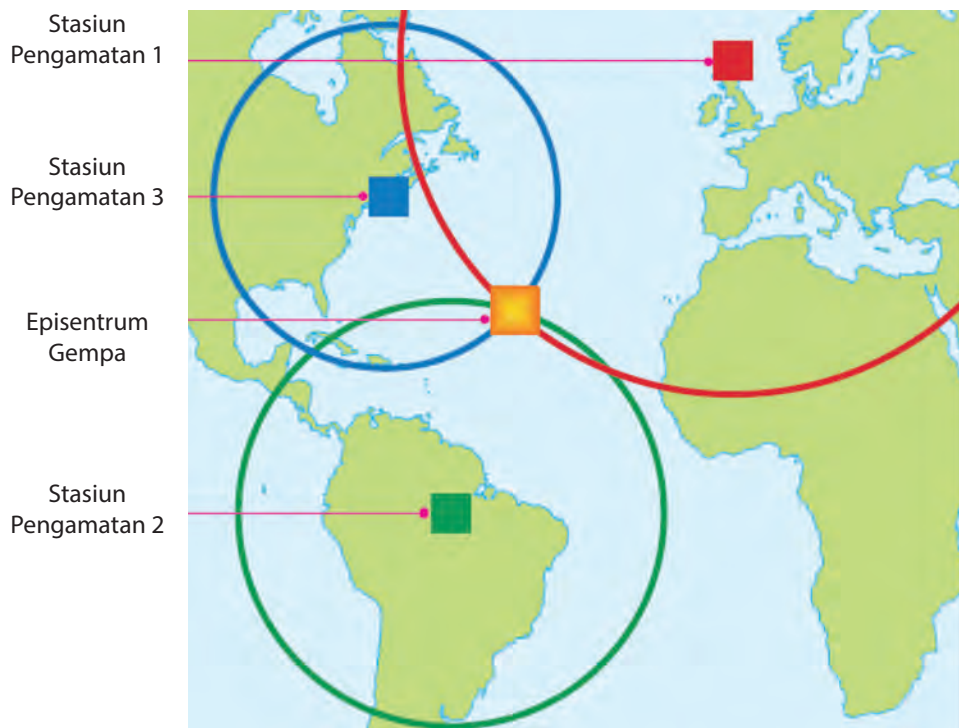 Stasiun
Pengamatan 1
Stasiun
Pengamatan 3
Episentrum
Gempa
Stasiun
Pengamatan 2